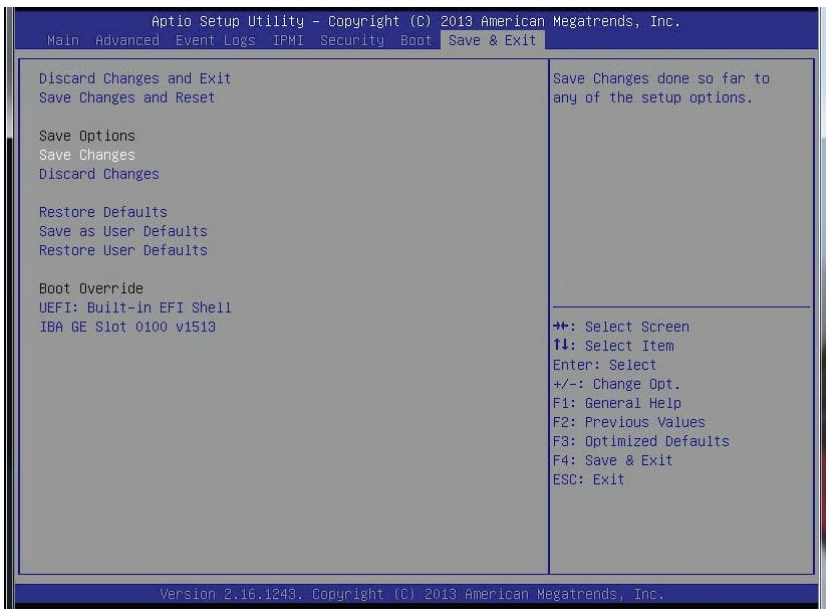 Aptio Setup Utility – Copyright (C) 2013 American Megatrends, Inc.
Main Advanced Event Logs IPMI Security Boot Save & Exit
Discard Changes and Exit
Save Changes and Reset
Save Options
Save Changes
Discard Changes
Restore Defaults
Save as User Defaults
Restore User Defaults
Boot Override
UEFI: Built-in EFI Shell
IBA GE Slot 0100 v1513
Save Changes done so far to
any of the setup options.
→←: Select Screen
↑↓: Select Item
Enter: Select
+/-: Change Opt.
F1: General Help
F2: Previous Values
F3: Optimized Defaults
F4: Save & Exit
ESC: Exit
Version 2.16.1243. Copyright (C) 2013 American Megatrends, Inc.